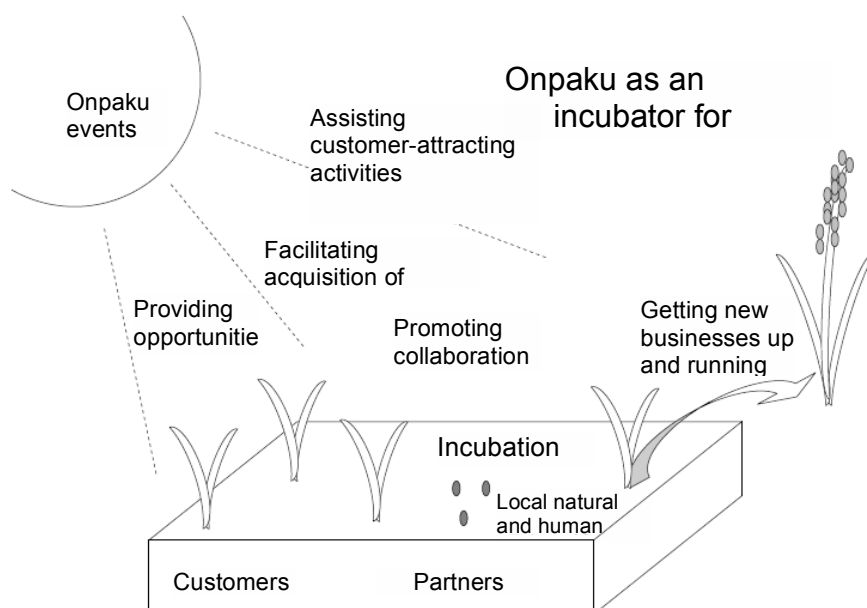 Onpaku as an
incubator for
Onpaku
events
Assisting
customer-attracting
activities
Facilitating
acquisition of
Providing
opportunitie
Promoting
collaboration
Getting new
businesses up
and running
Incubation
Local natural
and human
Customers
Partners